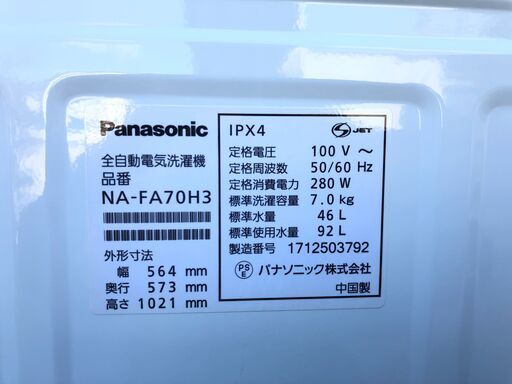 Panasonic
全自動電気洗濯機
品番
NA-FA70H3
外形寸法
幅 564 mm
奥行 573 mm
高さ 1021 mm
IPX4
S JET
定格電圧 100 V ～
定格周波数 50/60 Hz
定格消費電力 280 W
標準洗濯容量 7.0 kg
標準水量 46 L
標準使用水量 92 L
製造番号 1712503792
PSE パナソニック株式会社
中国製